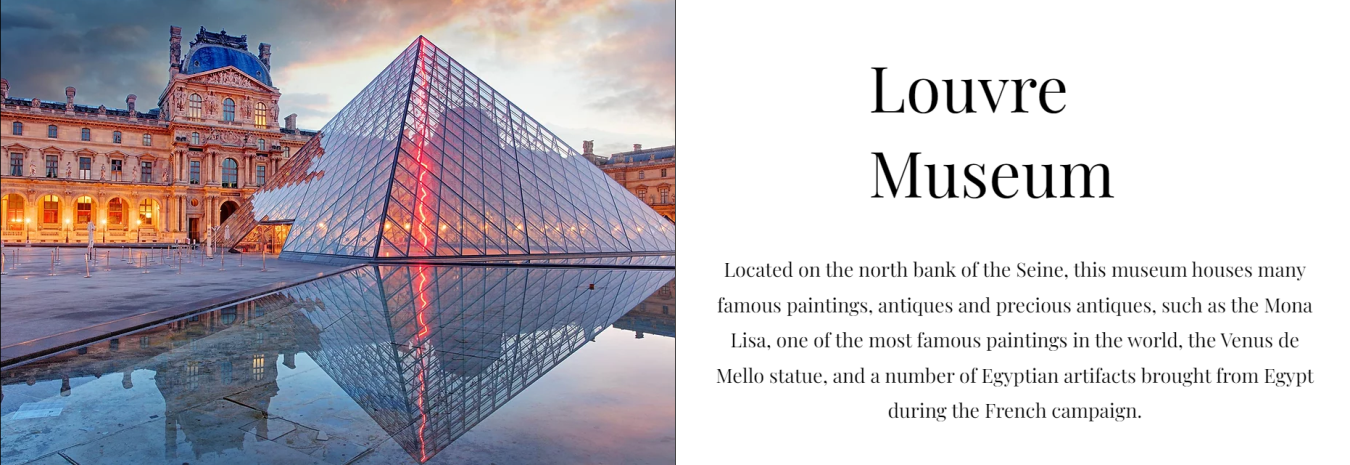 Louvre
Museum
Located on the north bank of the Seine, this museum houses many
famous paintings, antiques and precious antiques, such as the Mona
Lisa, one of the most famous paintings in the world, the Venus de
Mello statue, and a number of Egyptian artifacts brought from Egypt
during the French campaign.